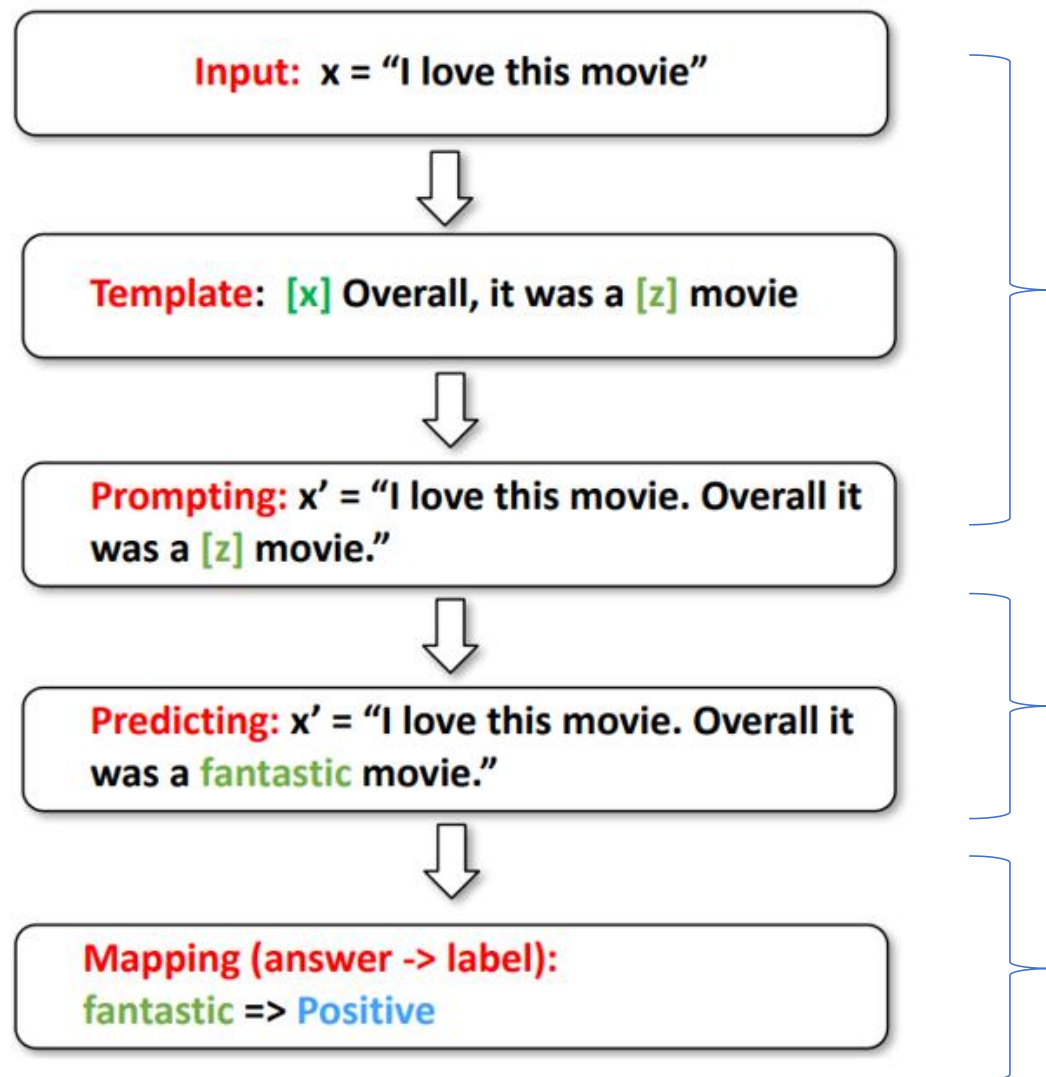 Input: x = “I love this movie”
Template: [x] Overall, it was a [z] movie
Prompting: x’ = “I love this movie. Overall it
was a [z] movie.”
Predicting: x’ = “I love this movie. Overall it
was a fantastic movie.”
Mapping (answer -> label):
fantastic => Positive